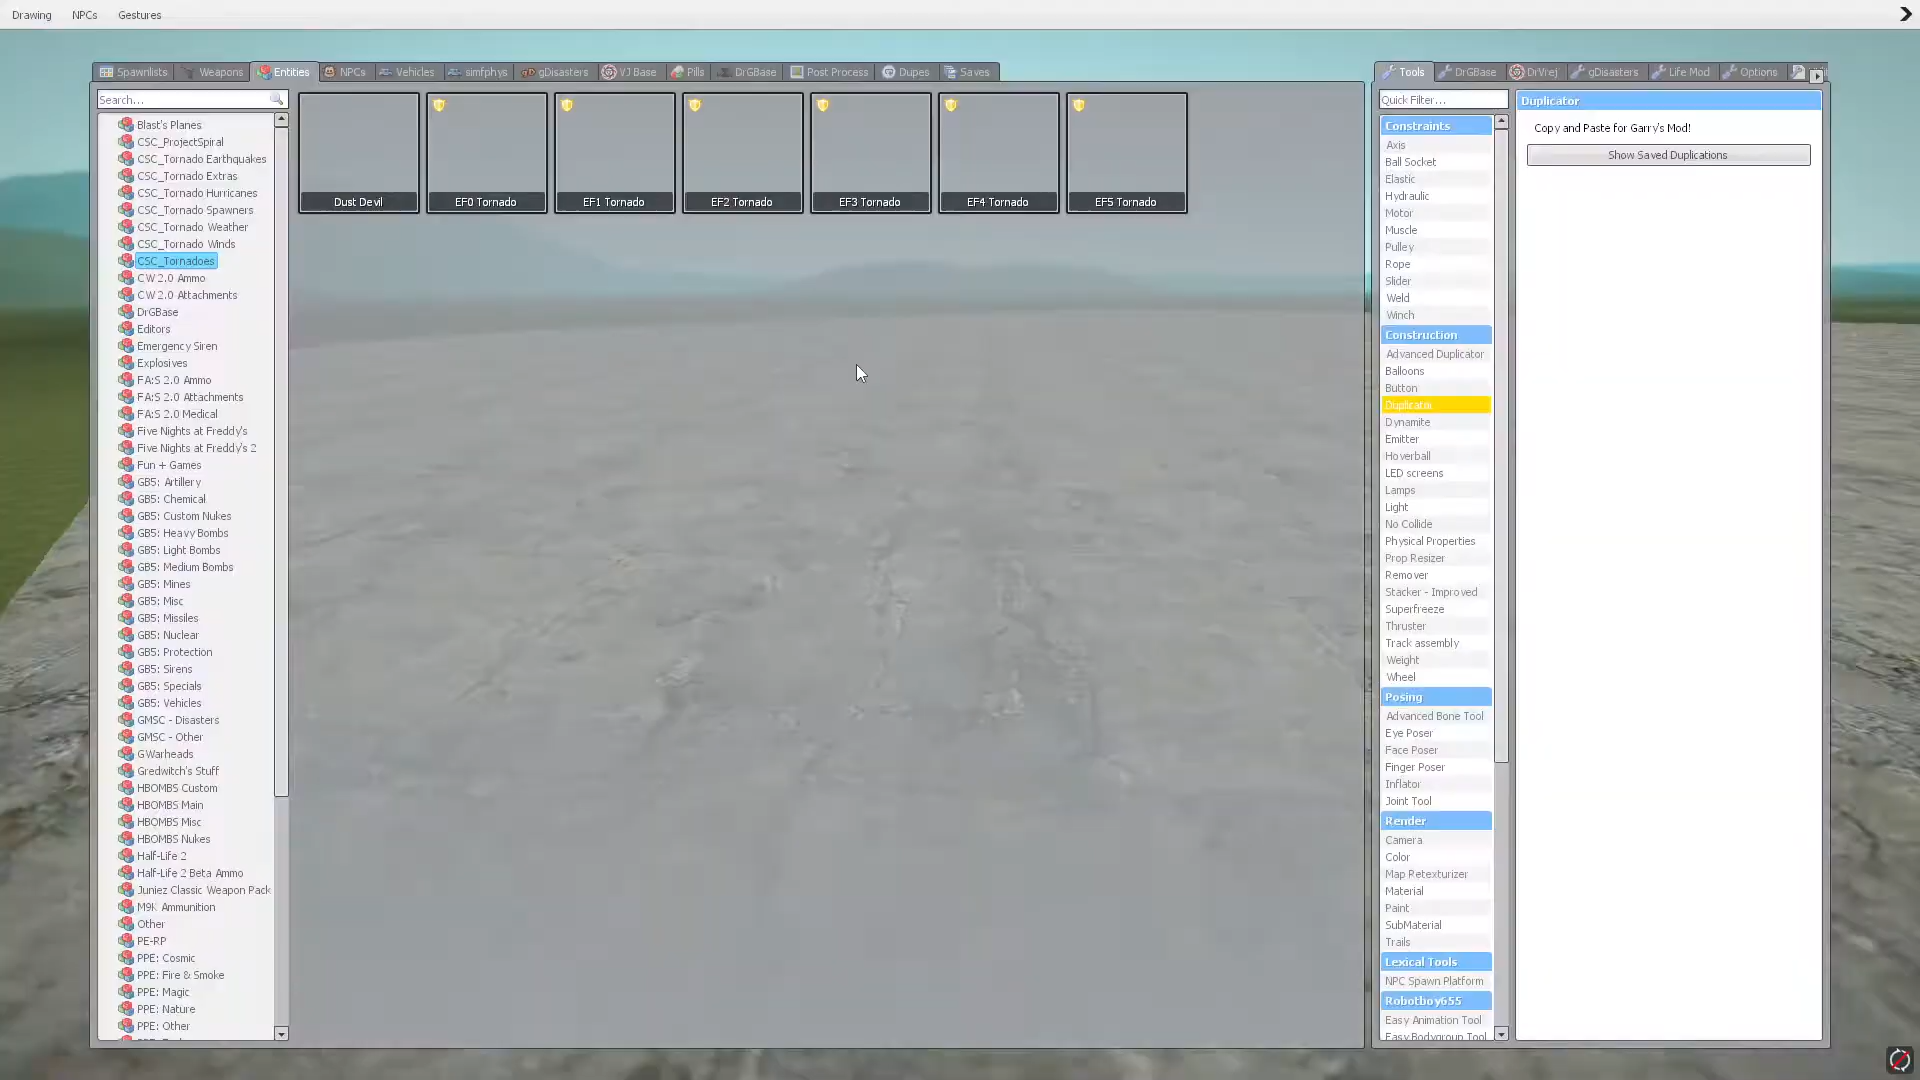 Drawing NPCs Gestures
Spawnlists Weapons Entities NPCs Vehicles simfphys gDisasters VJ Base Pills DrGBase Post Process Dupes Saves
Search...
Blast's Planes
CSC_ProjectSpiral
CSC_Tornado Earthquakes
CSC_Tornado Extras
CSC_Tornado Hurricanes
CSC_Tornado Spawners
CSC_Tornado Weather
CSC_Tornado Winds
CSC_Tornadoes
CW 2.0 Ammo
CW 2.0 Attachments
DrGBase
Editors
Emergency Siren
Explosives
FA:S 2.0 Ammo
FA:S 2.0 Attachments
FA:S 2.0 Medical
Five Nights at Freddy's
Five Nights at Freddy's 2
Fun + Games
GB5: Artillery
GB5: Chemical
GB5: Custom Nukes
GB5: Heavy Bombs
GB5: Light Bombs
GB5: Medium Bombs
GB5: Mines
GB5: Misc
GB5: Missiles
GB5: Nuclear
GB5: Protection
GB5: Sirens
GB5: Specials
GB5: Vehicles
GMSC - Disasters
GMSC - Other
GWarheads
Gredwitch's Stuff
HBOMBS Custom
HBOMBS Main
HBOMBS Misc
HBOMBS Nukes
Half-Life 2
Half-Life 2 Beta Ammo
Juniez Classic Weapon Pack
M9K Ammunition
Other
PE-RP
PPE: Cosmic
PPE: Fire & Smoke
PPE: Magic
PPE: Nature
PPE: Other
Dust Devil EF0 Tornado EF1 Tornado EF2 Tornado EF3 Tornado EF4 Tornado EF5 Tornado
Tools DrGBase DrVrej gDisasters Life Mod Options
Quick Filter...
Constraints
Axis
Ball Socket
Elastic
Hydraulic
Motor
Muscle
Pulley
Rope
Slider
Weld
Winch
Construction
Advanced Duplicator
Balloons
Button
Duplicator
Dynamite
Emitter
Hoverball
LED screens
Lamps
Light
No Collide
Physical Properties
Prop Resizer
Remover
Stacker - Improved
Superfreeze
Thruster
Track assembly
Weight
Wheel
Posing
Advanced Bone Tool
Eye Poser
Face Poser
Finger Poser
Inflator
Joint Tool
Render
Camera
Color
Map Retexturizer
Material
Paint
SubMaterial
Trails
Lexical Tools
NPC Spawn Platform
Robotboy655
Easy Animation Tool
Easy Bodygroup Tool
Duplicator
Copy and Paste for Garry's Mod!
Show Saved Duplications